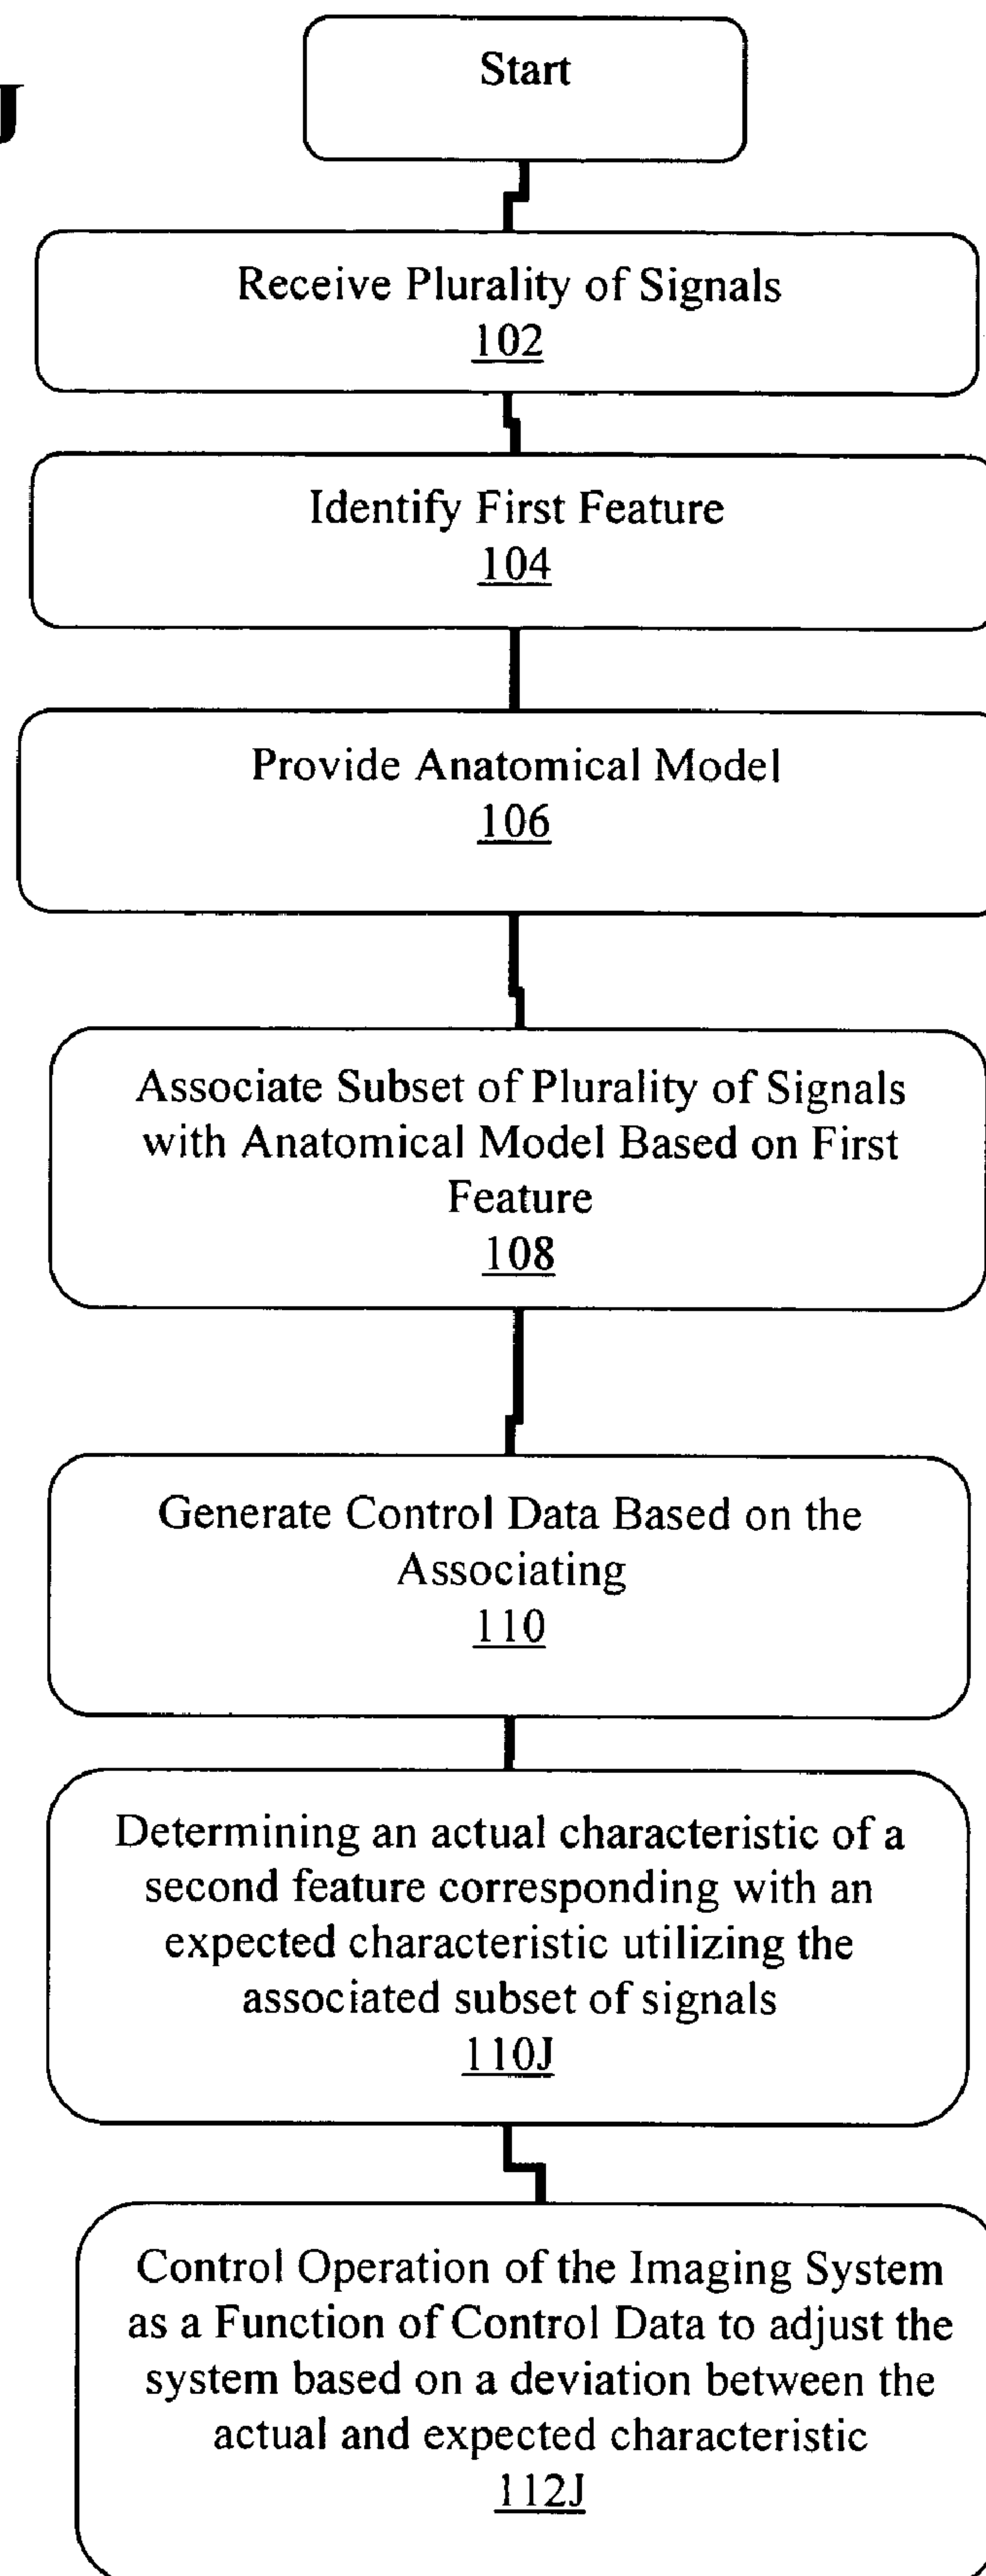 J
Start
Receive Plurality of Signals
102
Identify First Feature
104
Provide Anatomical Model
106
Associate Subset of Plurality of Signals
with Anatomical Model Based on First
Feature
108
Generate Control Data Based on the
Associating
110
Determining an actual characteristic of a
second feature corresponding with an
expected characteristic utilizing the
associated subset of signals
110J
Control Operation of the Imaging System
as a Function of Control Data to adjust the
system based on a deviation between the
actual and expected characteristic
112J